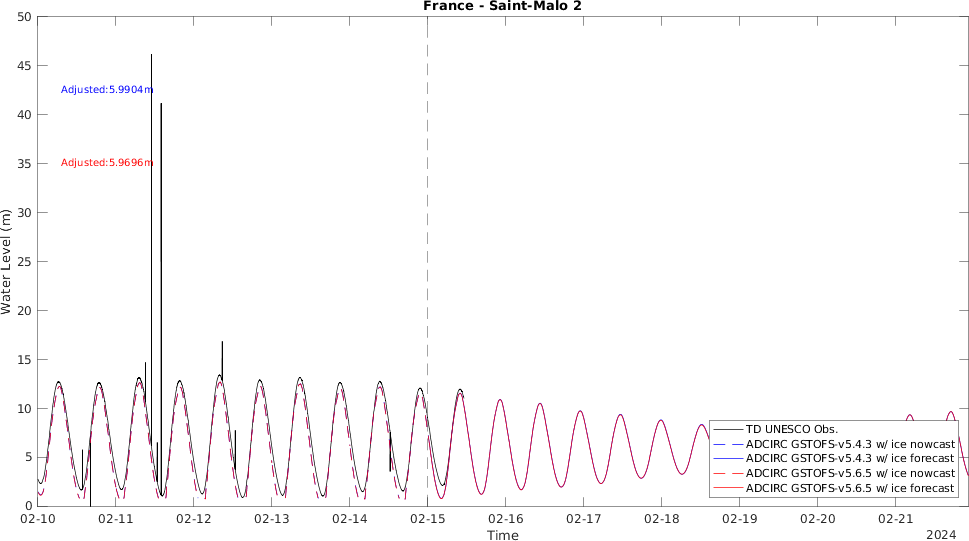 France - Saint-Malo 2
50
45
40
35
30
25
20
15
10
5
0
Water Level (m)
Adjusted:5.9904m
Adjusted:5.9696m
TD UNESCO Obs.
ADCIRC GSTOFS-v5.4.3 w/ ice nowcast
ADCIRC GSTOFS-v5.4.3 w/ ice forecast
ADCIRC GSTOFS-v5.6.5 w/ ice nowcast
ADCIRC GSTOFS-v5.6.5 w/ ice forecast
02-10 02-11 02-12 02-13 02-14 02-15 02-16 02-17 02-18 02-19 02-20 02-21
Time
2024